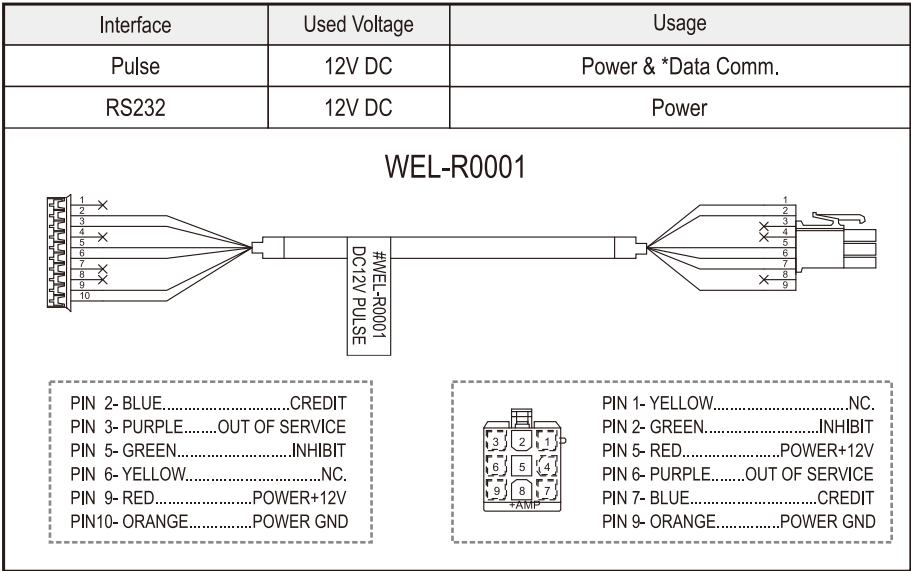 Interface Used Voltage Usage
Pulse 12V DC Power & *Data Comm.
RS232 12V DC Power
WEL-R0001
1
2
3
4
5
6
7
8
9
10
#WEL-R0001
DC12V PULSE
1
2
3
4
5
6
7
8
9
PIN 2- BLUE..............................CREDIT
PIN 3- PURPLE.......OUT OF SERVICE
PIN 5- GREEN..........................INHIBIT
PIN 6- YELLOW..............................NC.
PIN 9- RED.....................POWER+12V
PIN10- ORANGE.............POWER GND
3 2 1
6 5 4
9 8 7
+AMP
PIN 1- YELLOW..............................NC.
PIN 2- GREEN..........................INHIBIT
PIN 5- RED.....................POWER+12V
PIN 6- PURPLE.......OUT OF SERVICE
PIN 7- BLUE..............................CREDIT
PIN 9- ORANGE..............POWER GND